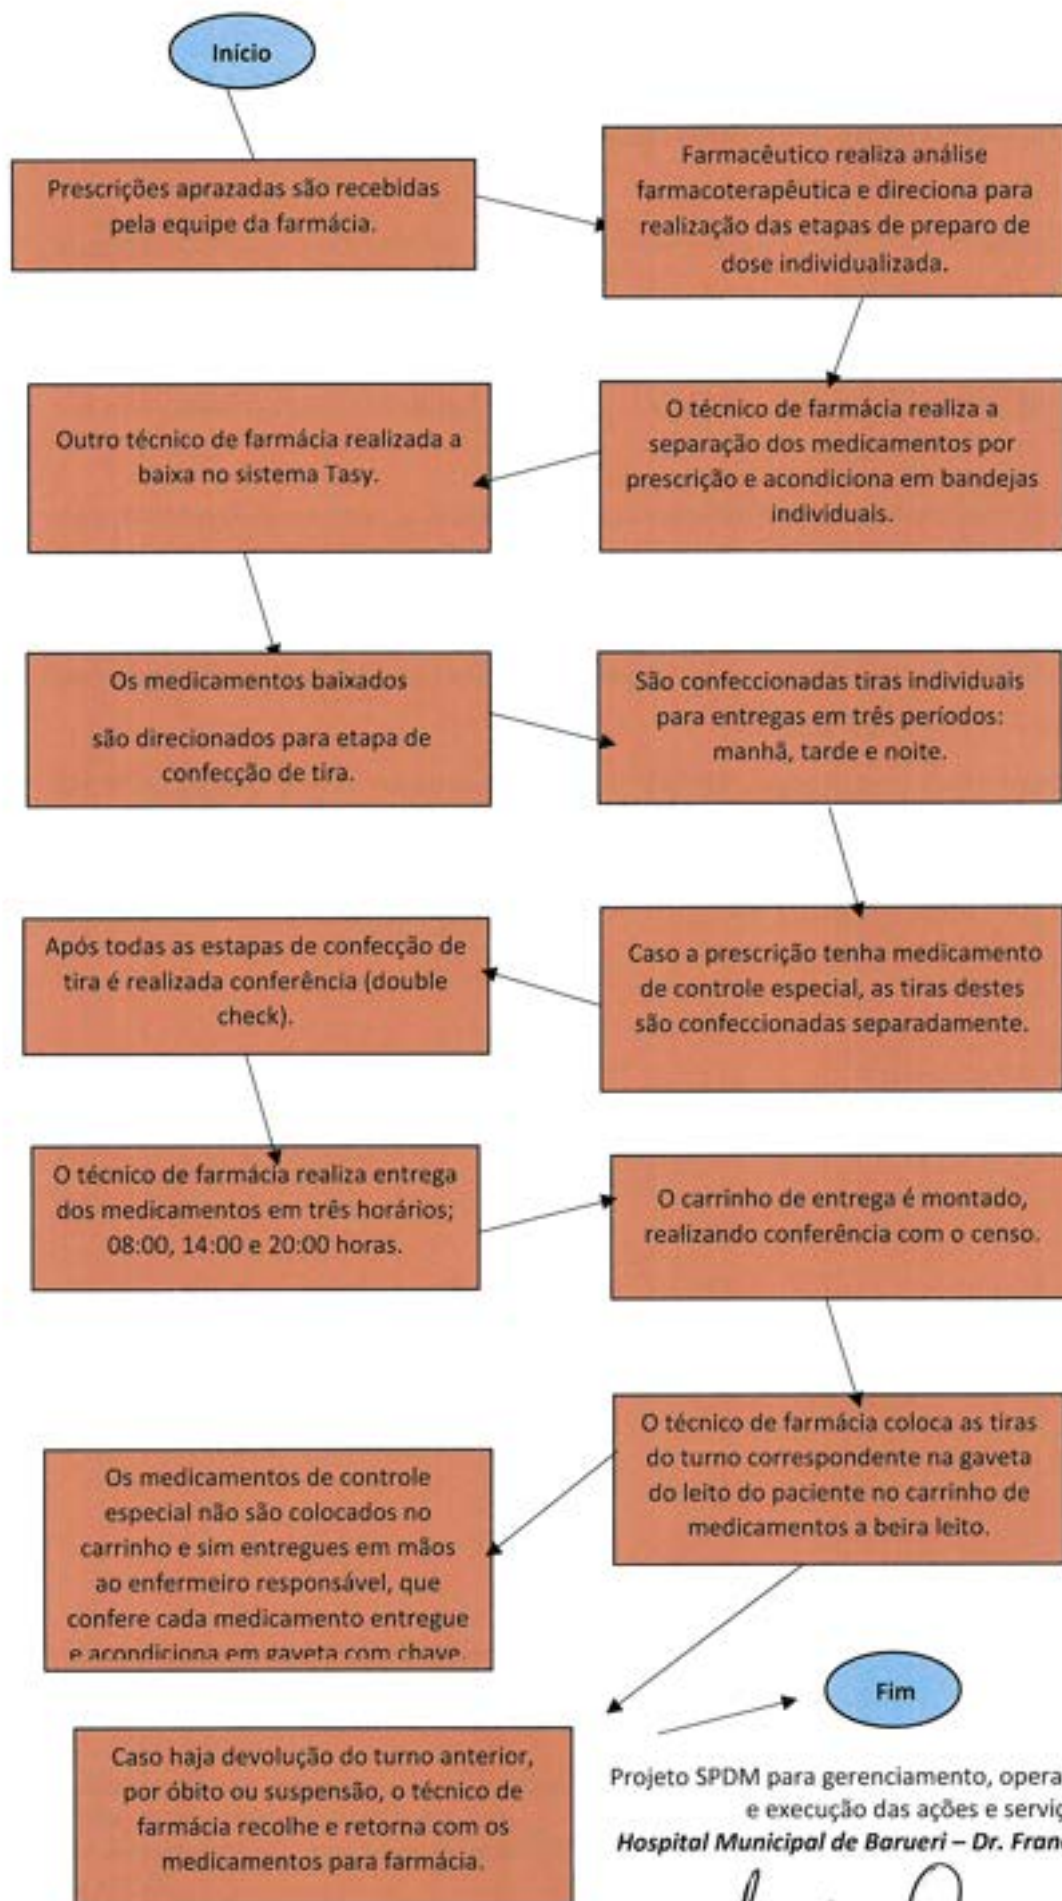 Início
Prescrições aprazadas são recebidas
pela equipe da farmácia.
Farmacêutico realiza análise
farmacoterapêutica e direciona para
realização das etapas de preparo de
dose individualizada.
O técnico de farmácia realiza a
separação dos medicamentos por
prescrição e acondiciona em bandejas
individuais.
Outro técnico de farmácia realizada a
baixa no sistema Tasy.
Os medicamentos baixados
são direcionados para etapa de
confecção de tira.
São confeccionadas tiras individuais
para entregas em três períodos:
manhã, tarde e noite.
Caso a prescrição tenha medicamento
de controle especial, as tiras destes
são confeccionadas separadamente.
Após todas as estapas de confecção de
tira é realizada conferência (double
check).
O técnico de farmácia realiza entrega
dos medicamentos em três horários;
08:00, 14:00 e 20:00 horas.
O carrinho de entrega é montado,
realizando conferência com o censo.
O técnico de farmácia coloca as tiras
do turno correspondente na gaveta
do leito do paciente no carrinho de
medicamentos a beira leito.
Os medicamentos de controle
especial não são colocados no
carrinho e sim entregues em mãos
ao enfermeiro responsável, que
confere cada medicamento entregue
e acondiciona em gaveta com chave.
Caso haja devolução do turno anterior,
por óbito ou suspensão, o técnico de
farmácia recolhe e retorna com os
medicamentos para farmácia.
Fim
Projeto SPDM para gerenciamento, opera
e execução das ações e serviç
Hospital Municipal de Barueri – Dr. Fran